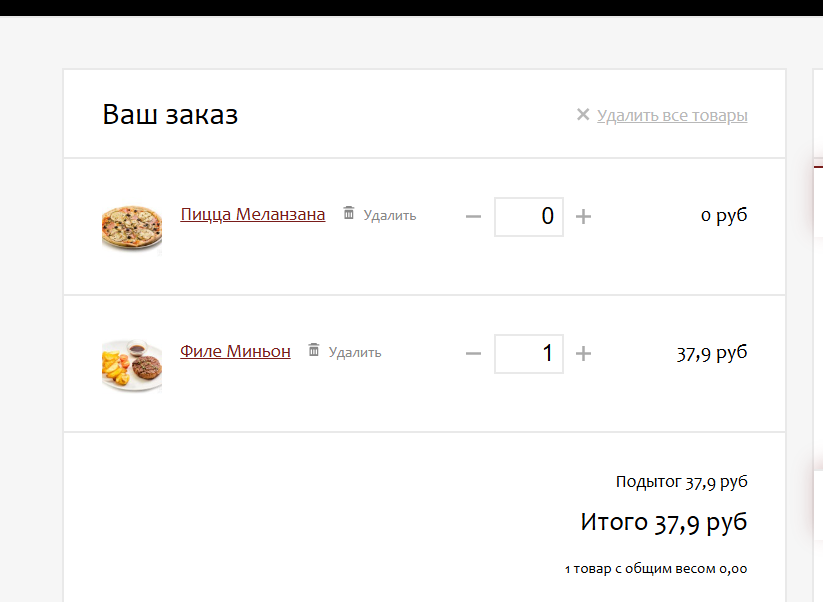 Ваш заказ
✕ Удалить все товары
Пицца Меланзана Удалить − 0 + 0 руб
Филе Миньон Удалить − 1 + 37,9 руб
Подытог 37,9 руб
Итого 37,9 руб
1 товар с общим весом 0,00